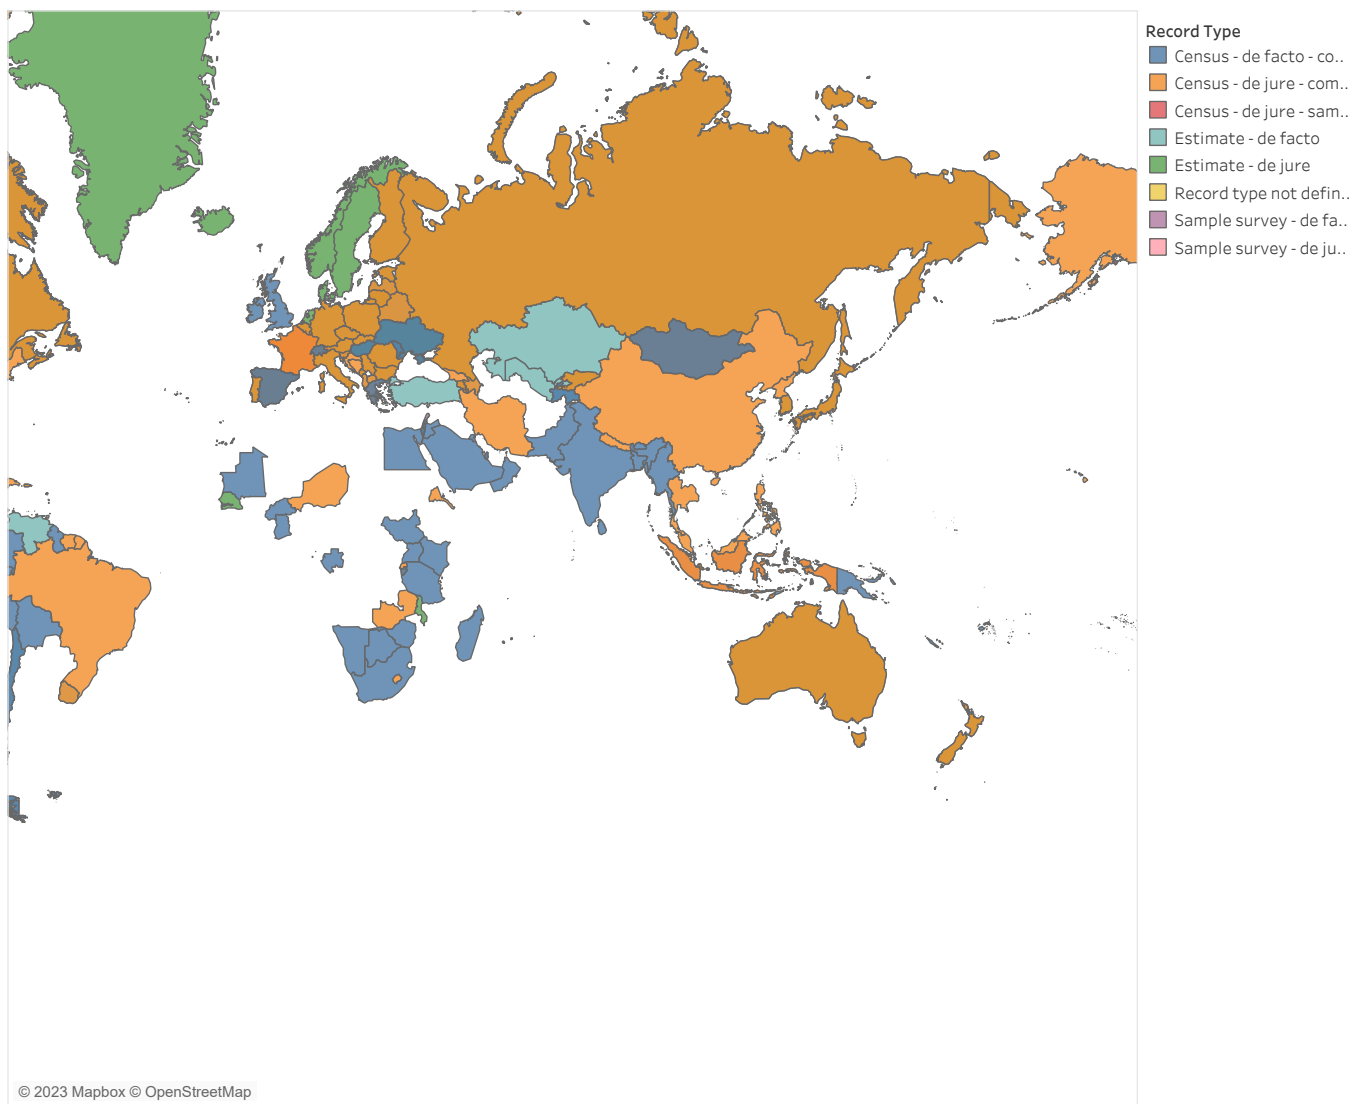 Record Type
Census - de facto - co..
Census - de jure - com..
Census - de jure - sam..
Estimate - de facto
Estimate - de jure
Record type not defin..
Sample survey - de fa..
Sample survey - de ju..
© 2023 Mapbox © OpenStreetMap